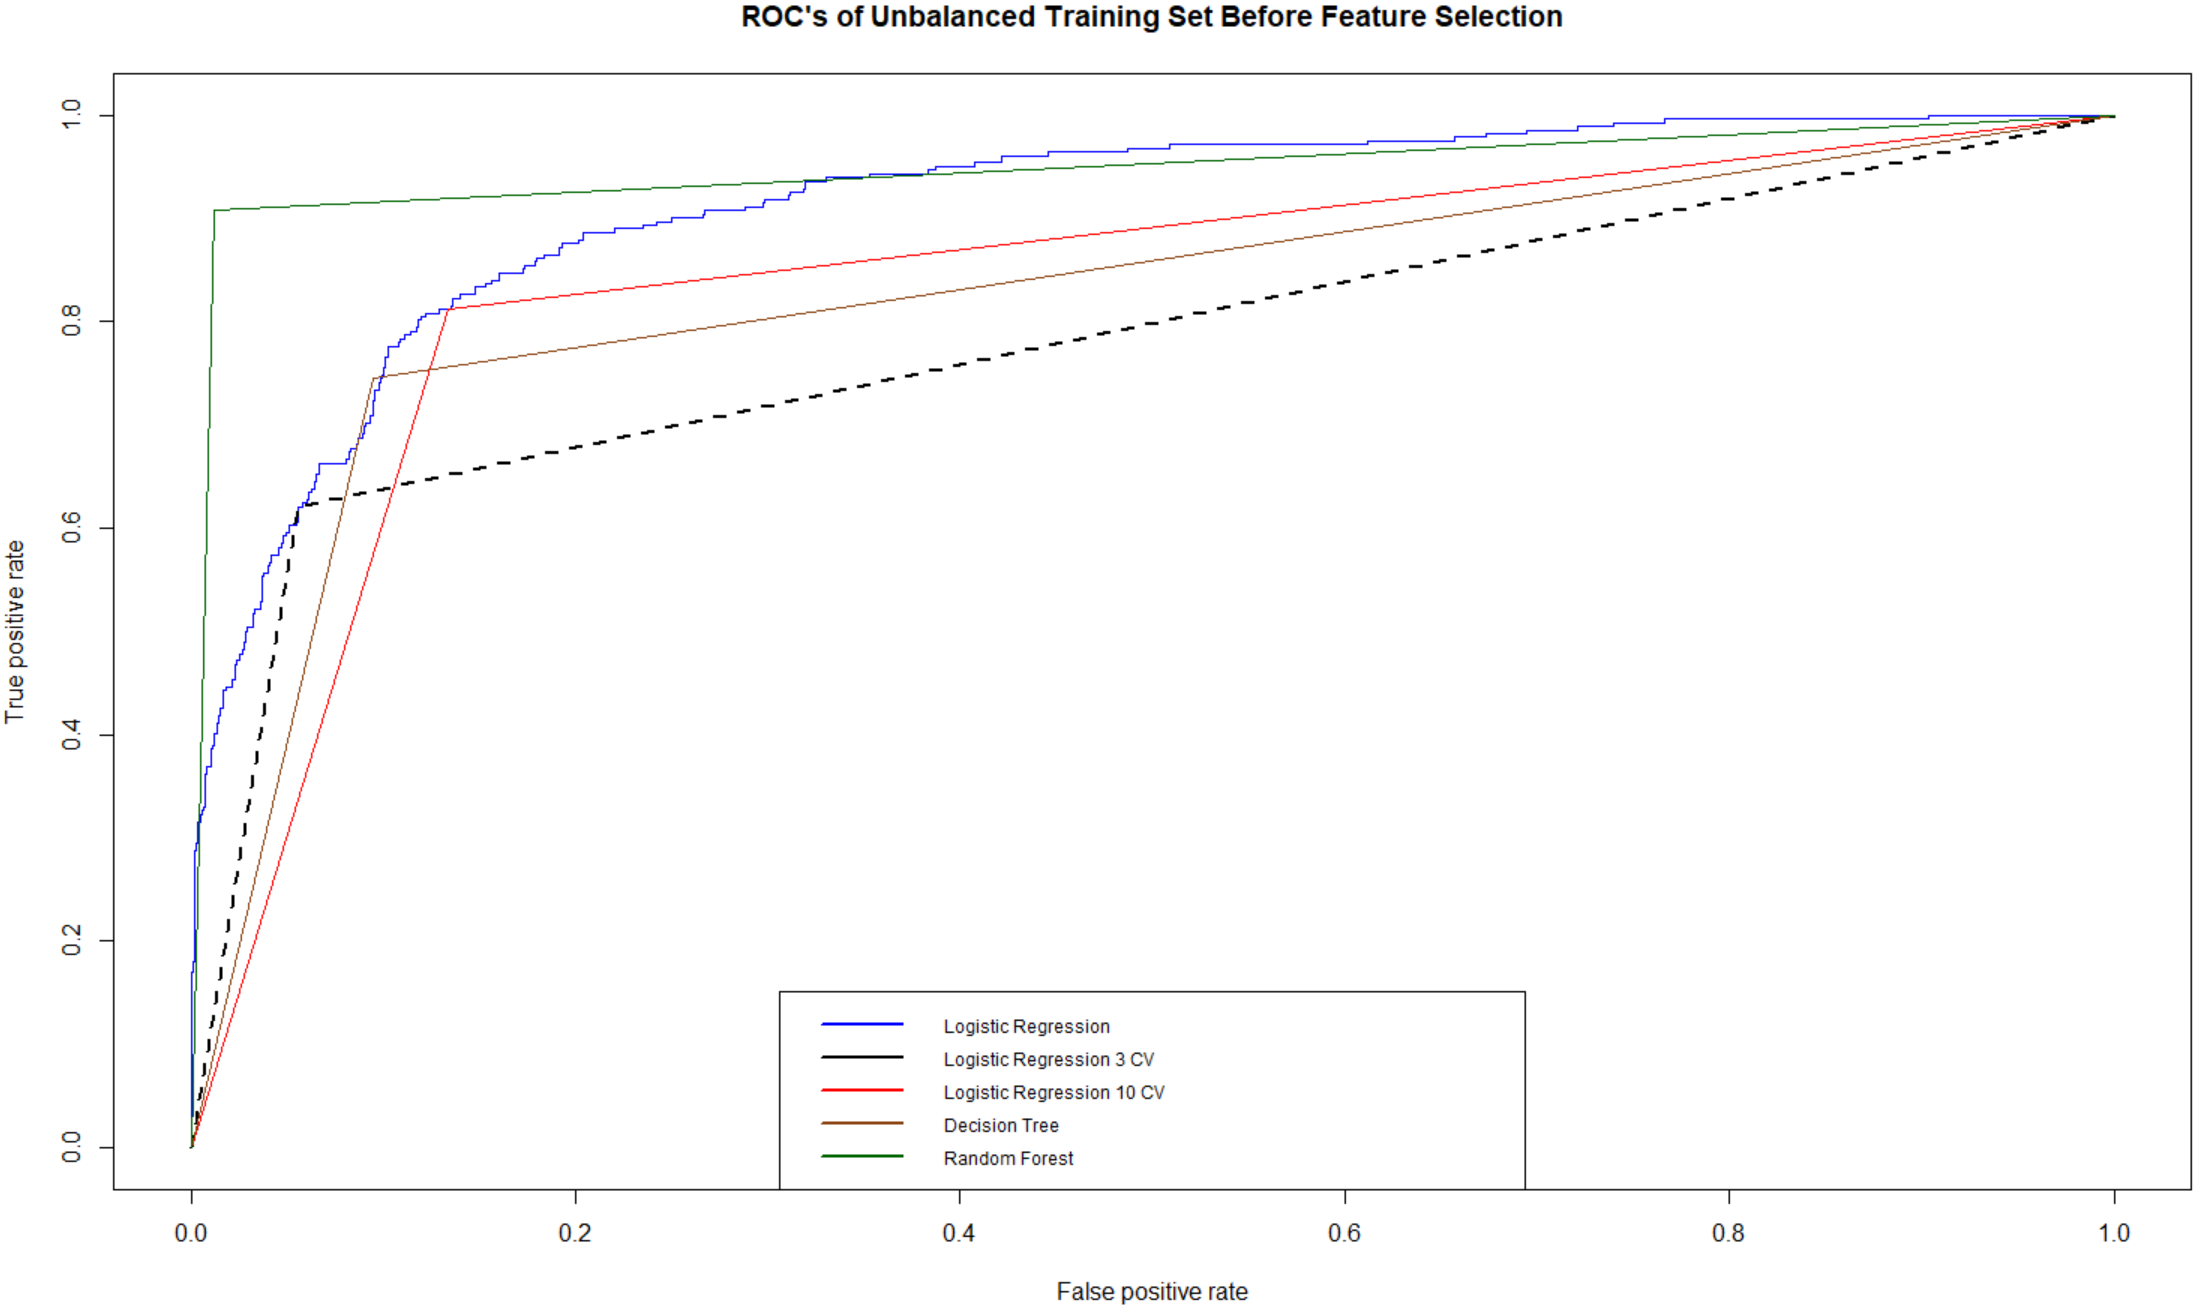 ROC's of Unbalanced Training Set Before Feature Selection
True positive rate
1.0
0.8
0.6
0.4
0.2
0.0
Logistic Regression
Logistic Regression 3 CV
Logistic Regression 10 CV
Decision Tree
Random Forest
0.0 0.2 0.4 0.6 0.8 1.0
False positive rate